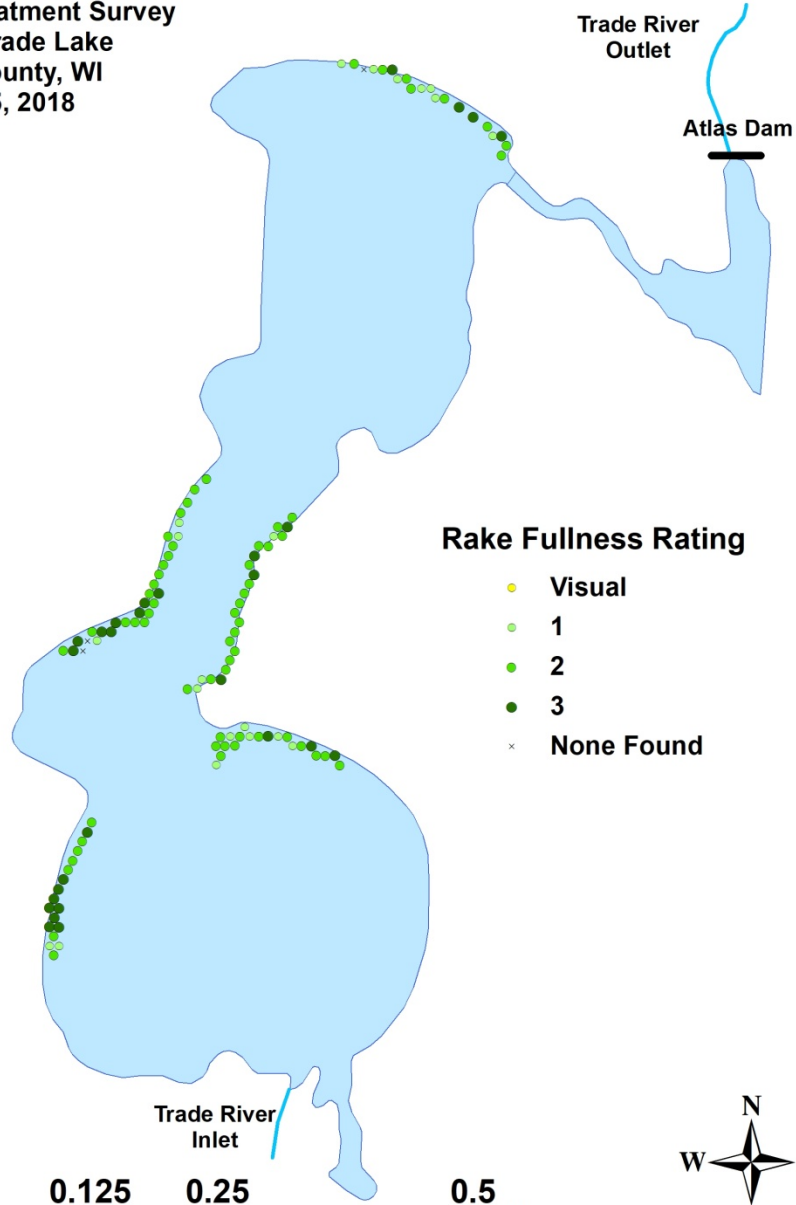 atment Survey
rade Lake
ounty, WI
5, 2018
Trade River
Outlet
Atlas Dam
Rake Fullness Rating
Visual
1
2
3
None Found
Trade River
Inlet
N
W
0.125 0.25 0.5